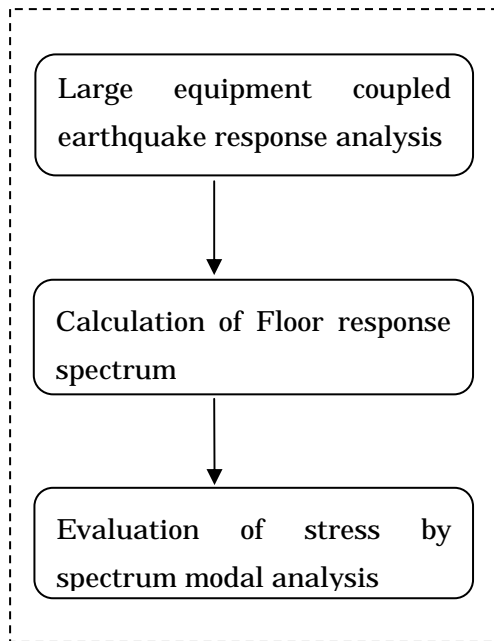 Large equipment coupled
earthquake response analysis
Calculation of Floor response
spectrum
Evaluation of stress by
spectrum modal analysis